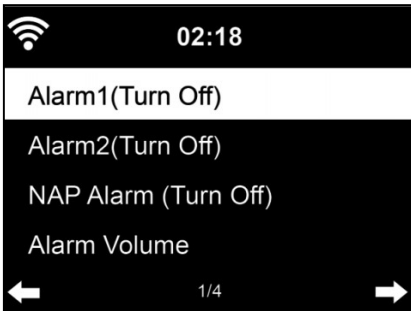 02:18
Alarm1(Turn Off)
Alarm2(Turn Off)
NAP Alarm (Turn Off)
Alarm Volume
1/4